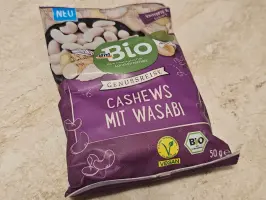 NEU
Bio
GENUSSREISE
CASHEWS
MIT WASABI
VEGAN
BIO
50 g e